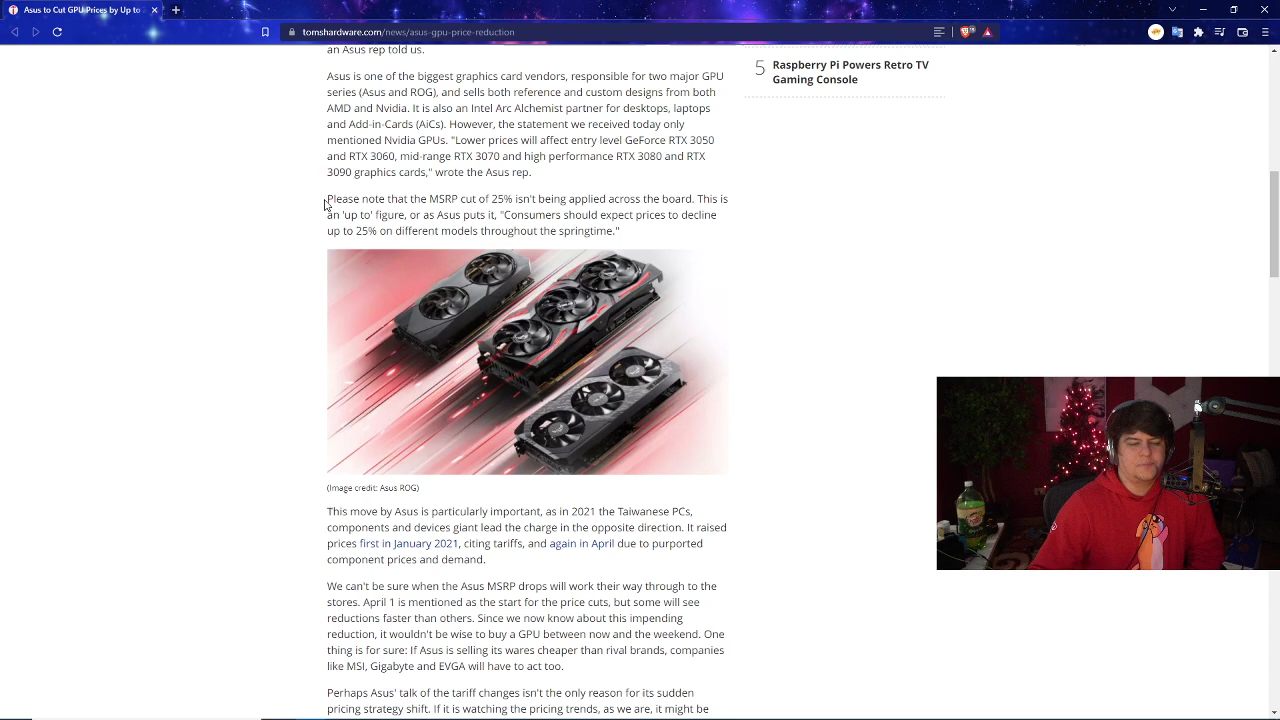 Asus to Cut GPU Prices by Up to
tomshardware.com/news/asus-gpu-price-reduction
an Asus rep told us.
Asus is one of the biggest graphics card vendors, responsible for two major GPU
series (Asus and ROG), and sells both reference and custom designs from both
AMD and Nvidia. It is also an Intel Arc Alchemist partner for desktops, laptops
and Add-in-Cards (AiCs). However, the statement we received today only
mentioned Nvidia GPUs. "Lower prices will affect entry level GeForce RTX 3050
and RTX 3060, mid-range RTX 3070 and high performance RTX 3080 and RTX
3090 graphics cards," wrote the Asus rep.
Please note that the MSRP cut of 25% isn't being applied across the board. This is
an 'up to' figure, or as Asus puts it, "Consumers should expect prices to decline
up to 25% on different models throughout the springtime."
(Image credit: Asus ROG)
This move by Asus is particularly important, as in 2021 the Taiwanese PCs,
components and devices giant lead the charge in the opposite direction. It raised
prices first in January 2021, citing tariffs, and again in April due to purported
component prices and demand.
We can't be sure when the Asus MSRP drops will work their way through to the
stores. April 1 is mentioned as the start for the price cuts, but some will see
reductions faster than others. Since we now know about this impending
reduction, it wouldn't be wise to buy a GPU between now and the weekend. One
thing is for sure: If Asus is selling its wares cheaper than rival brands, companies
like MSI, Gigabyte and EVGA will have to act too.
Perhaps Asus' talk of the tariff changes isn't the only reason for its sudden
pricing strategy shift. If it is watching the pricing trends, as we are, it might be
5 Raspberry Pi Powers Retro TV
Gaming Console